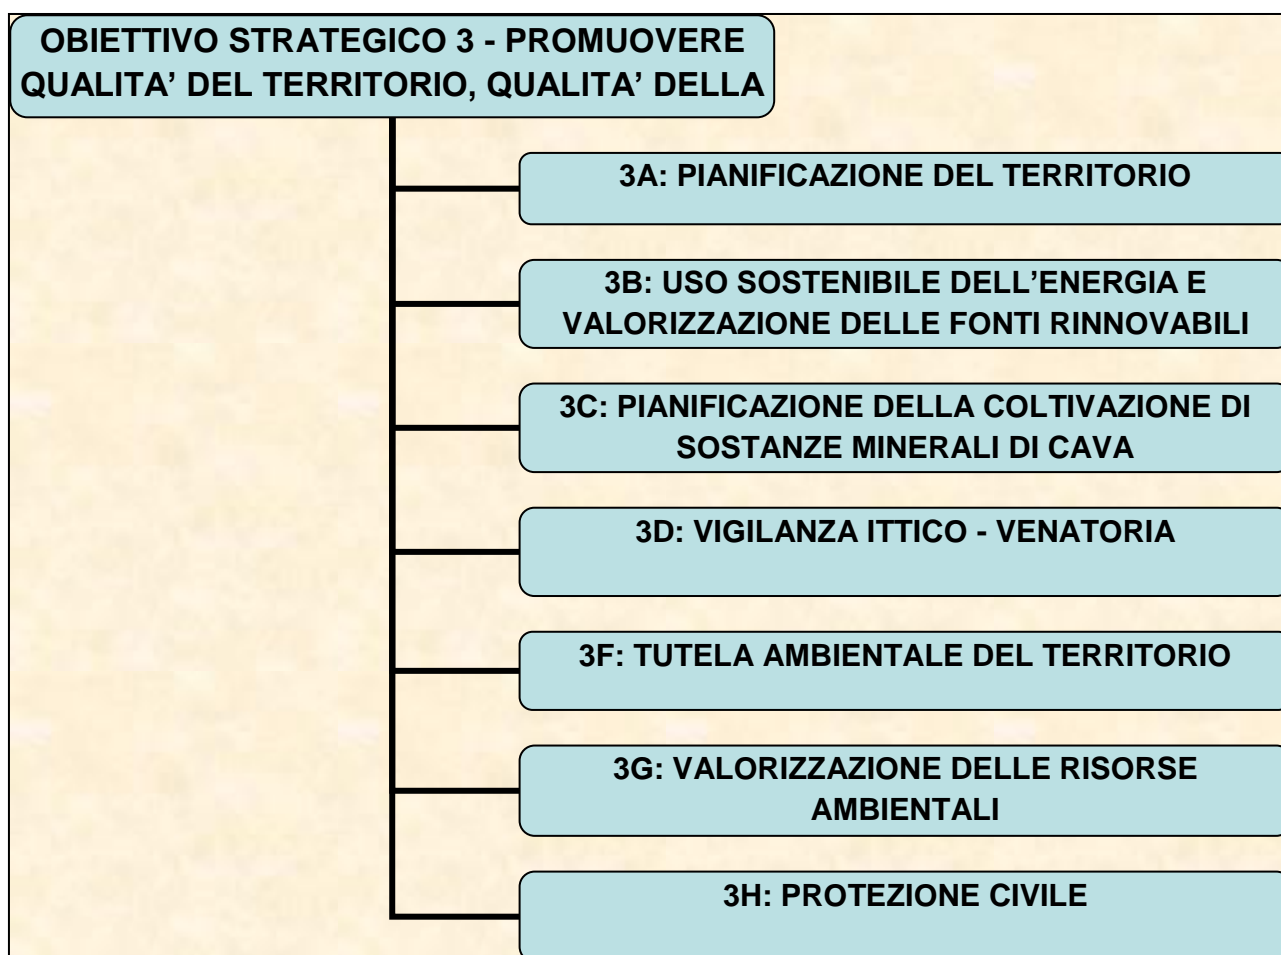 OBIETTIVO STRATEGICO 3 - PROMUOVERE
QUALITA’ DEL TERRITORIO, QUALITA’ DELLA
3A: PIANIFICAZIONE DEL TERRITORIO
3B: USO SOSTENIBILE DELL’ENERGIA E
VALORIZZAZIONE DELLE FONTI RINNOVABILI
3C: PIANIFICAZIONE DELLA COLTIVAZIONE DI
SOSTANZE MINERALI DI CAVA
3D: VIGILANZA ITTICO - VENATORIA
3F: TUTELA AMBIENTALE DEL TERRITORIO
3G: VALORIZZAZIONE DELLE RISORSE
AMBIENTALI
3H: PROTEZIONE CIVILE